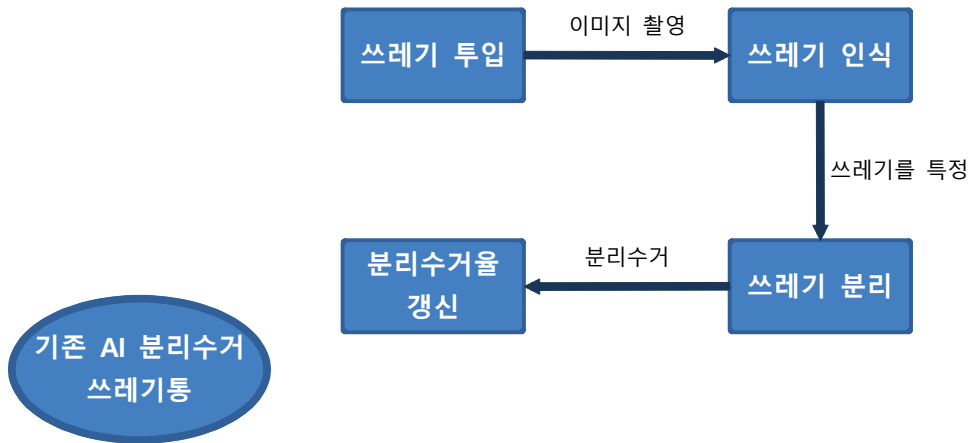 쓰레기 투입
이미지 촬영
쓰레기 인식
쓰레기를 특정
쓰레기 분리
분리수거
분리수거율
갱신
기존 AI 분리수거
쓰레기통